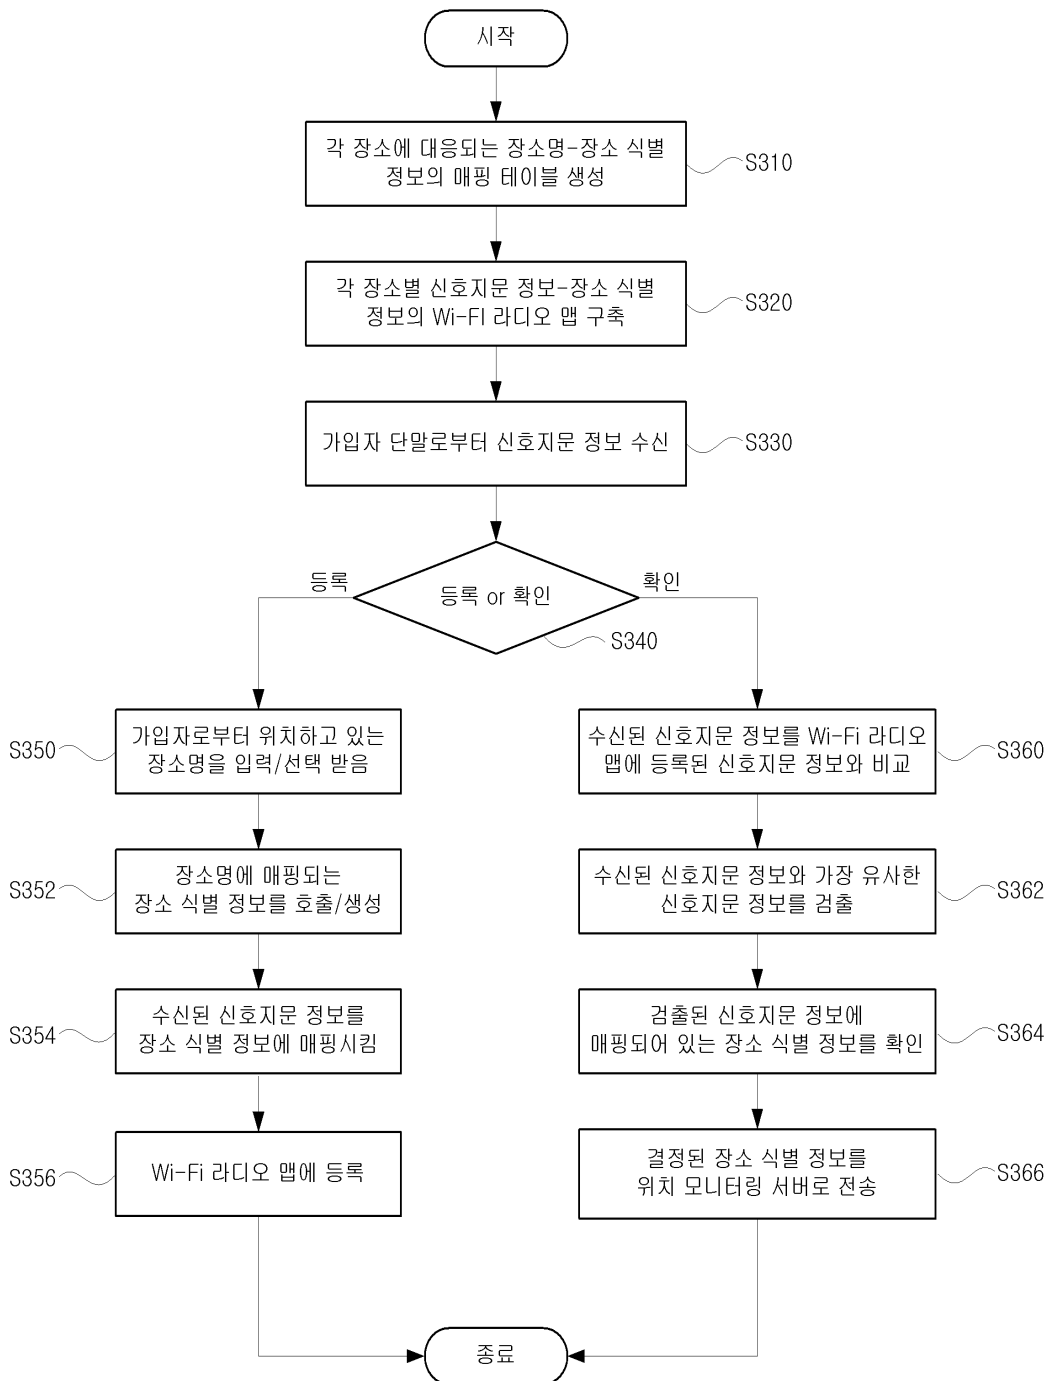 시작
각 장소에 대응되는 장소명-장소 식별
정보의 매핑 테이블 생성
S310
각 장소별 신호지문 정보-장소 식별
정보의 Wi-FI 라디오 맵 구축
S320
가입자 단말로부터 신호지문 정보 수신
S330
등록
등록 or 확인
확인
S340
가입자로부터 위치하고 있는
장소명을 입력/선택 받음
S350
장소명에 매핑되는
장소 식별 정보를 호출/생성
S352
수신된 신호지문 정보를
장소 식별 정보에 매핑시킴
S354
Wi-Fi 라디오 맵에 등록
S356
수신된 신호지문 정보를 Wi-Fi 라디오
맵에 등록된 신호지문 정보와 비교
S360
수신된 신호지문 정보와 가장 유사한
신호지문 정보를 검출
S362
검출된 신호지문 정보에
매핑되어 있는 장소 식별 정보를 확인
S364
결정된 장소 식별 정보를
위치 모니터링 서버로 전송
S366
종료